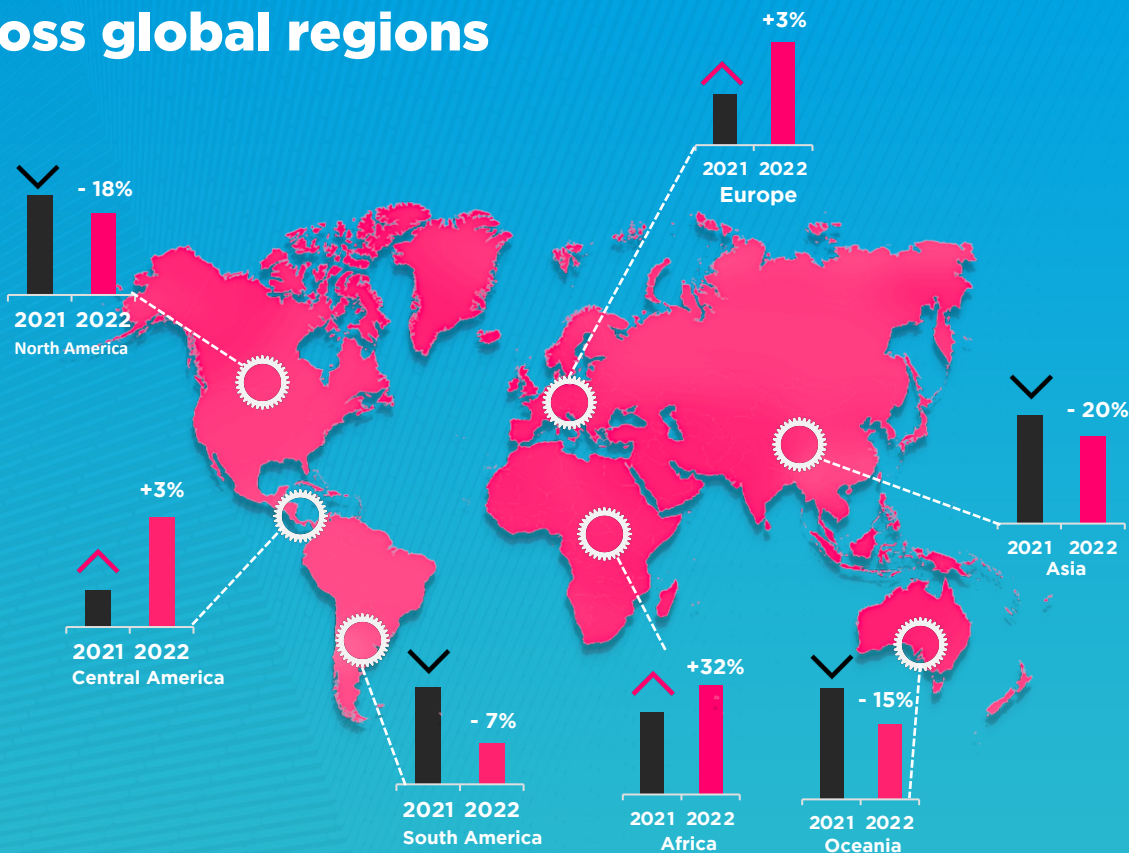 oss global regions
+3%
2021 2022
Europe
- 18%
2021 2022
North America
- 20%
2021 2022
Asia
+3%
2021 2022
Central America
- 7%
2021 2022
South America
+32%
2021 2022
Africa
- 15%
2021 2022
Oceania